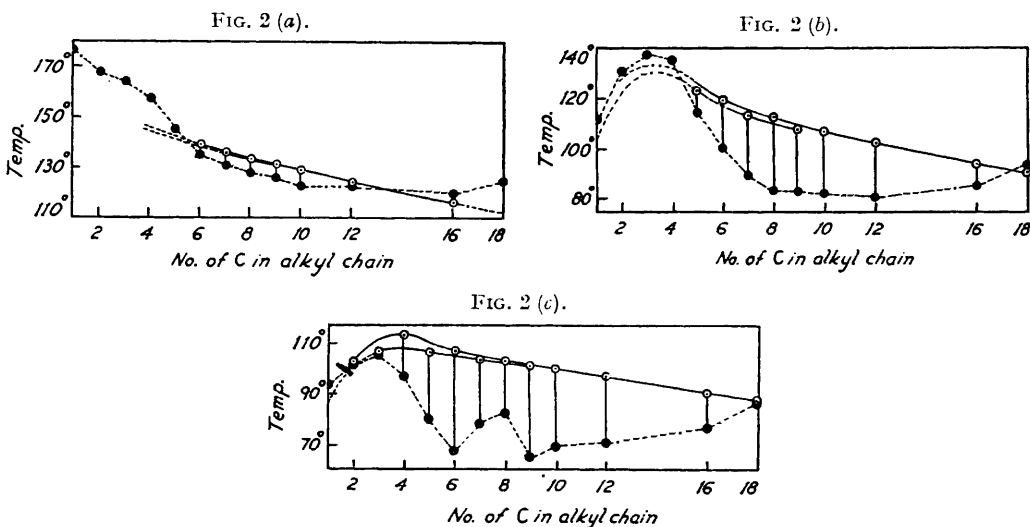 FIG. 2 (a).
170°
150°
130°
110°
Temp.
2 4 6 8 10 12 16 18
No. of C in alkyl chain
FIG. 2 (b).
140°
120°
100°
80°
Temp.
2 4 6 8 10 12 16 18
No. of C in alkyl chain
FIG. 2 (c).
110°
90°
70°
Temp.
2 4 6 8 10 12 16 18
No. of C in alkyl chain